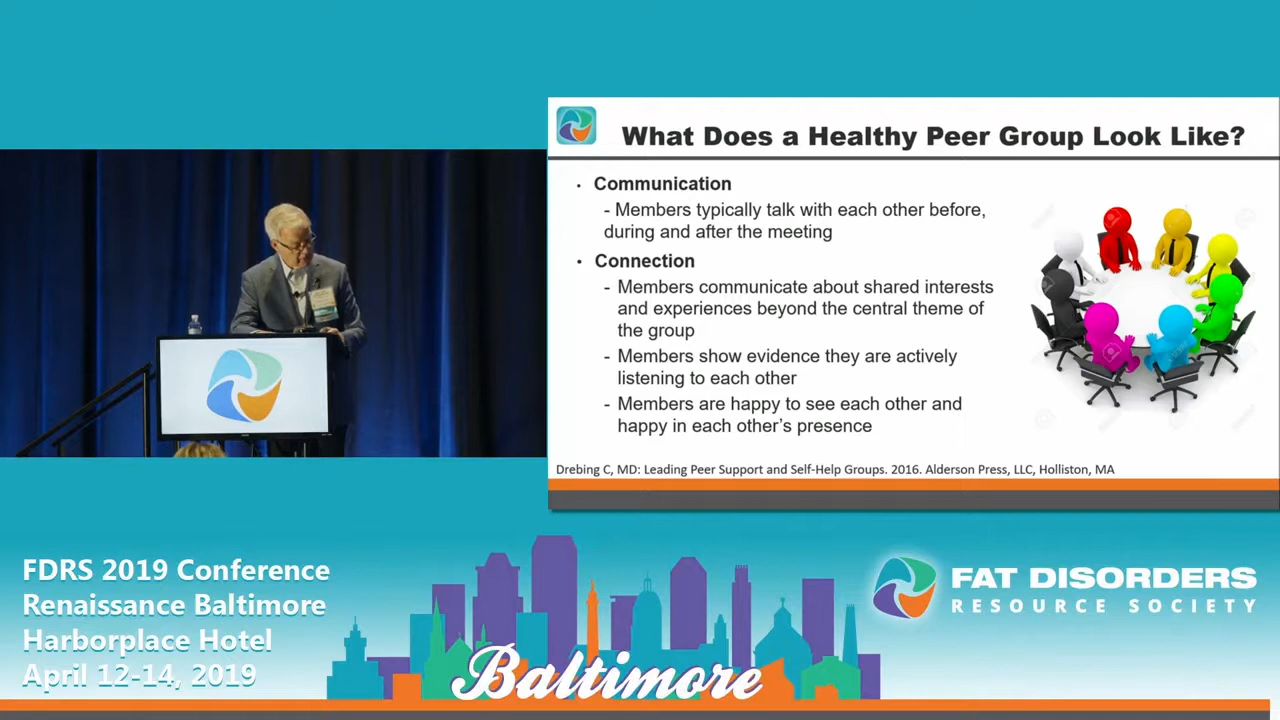 What Does a Healthy Peer Group Look Like?
• Communication
- Members typically talk with each other before,
during and after the meeting
• Connection
- Members communicate about shared interests
and experiences beyond the central theme of
the group
- Members show evidence they are actively
listening to each other
- Members are happy to see each other and
happy in each other's presence
Drebing C, MD: Leading Peer Support and Self-Help Groups. 2016. Alderson Press, LLC, Holliston, MA
FDRS 2019 Conference
Renaissance Baltimore
Harborplace Hotel
April 12-14, 2019
Baltimore
FAT DISORDERS
RESOURCE SOCIETY